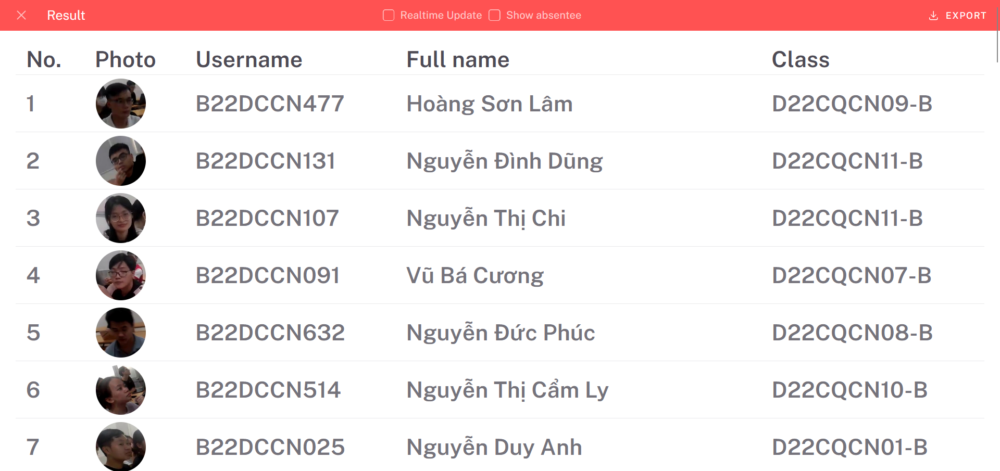 Result Realtime Update Show absentee EXPORT
No. Photo Username Full name Class
1 B22DCCN477 Hoàng Sơn Lâm D22CQCN09-B
2 B22DCCN131 Nguyễn Đình Dũng D22CQCN11-B
3 B22DCCN107 Nguyễn Thị Chi D22CQCN11-B
4 B22DCCN091 Vũ Bá Cương D22CQCN07-B
5 B22DCCN632 Nguyễn Đức Phúc D22CQCN08-B
6 B22DCCN514 Nguyễn Thị Cẩm Ly D22CQCN10-B
7 B22DCCN025 Nguyễn Duy Anh D22CQCN01-B